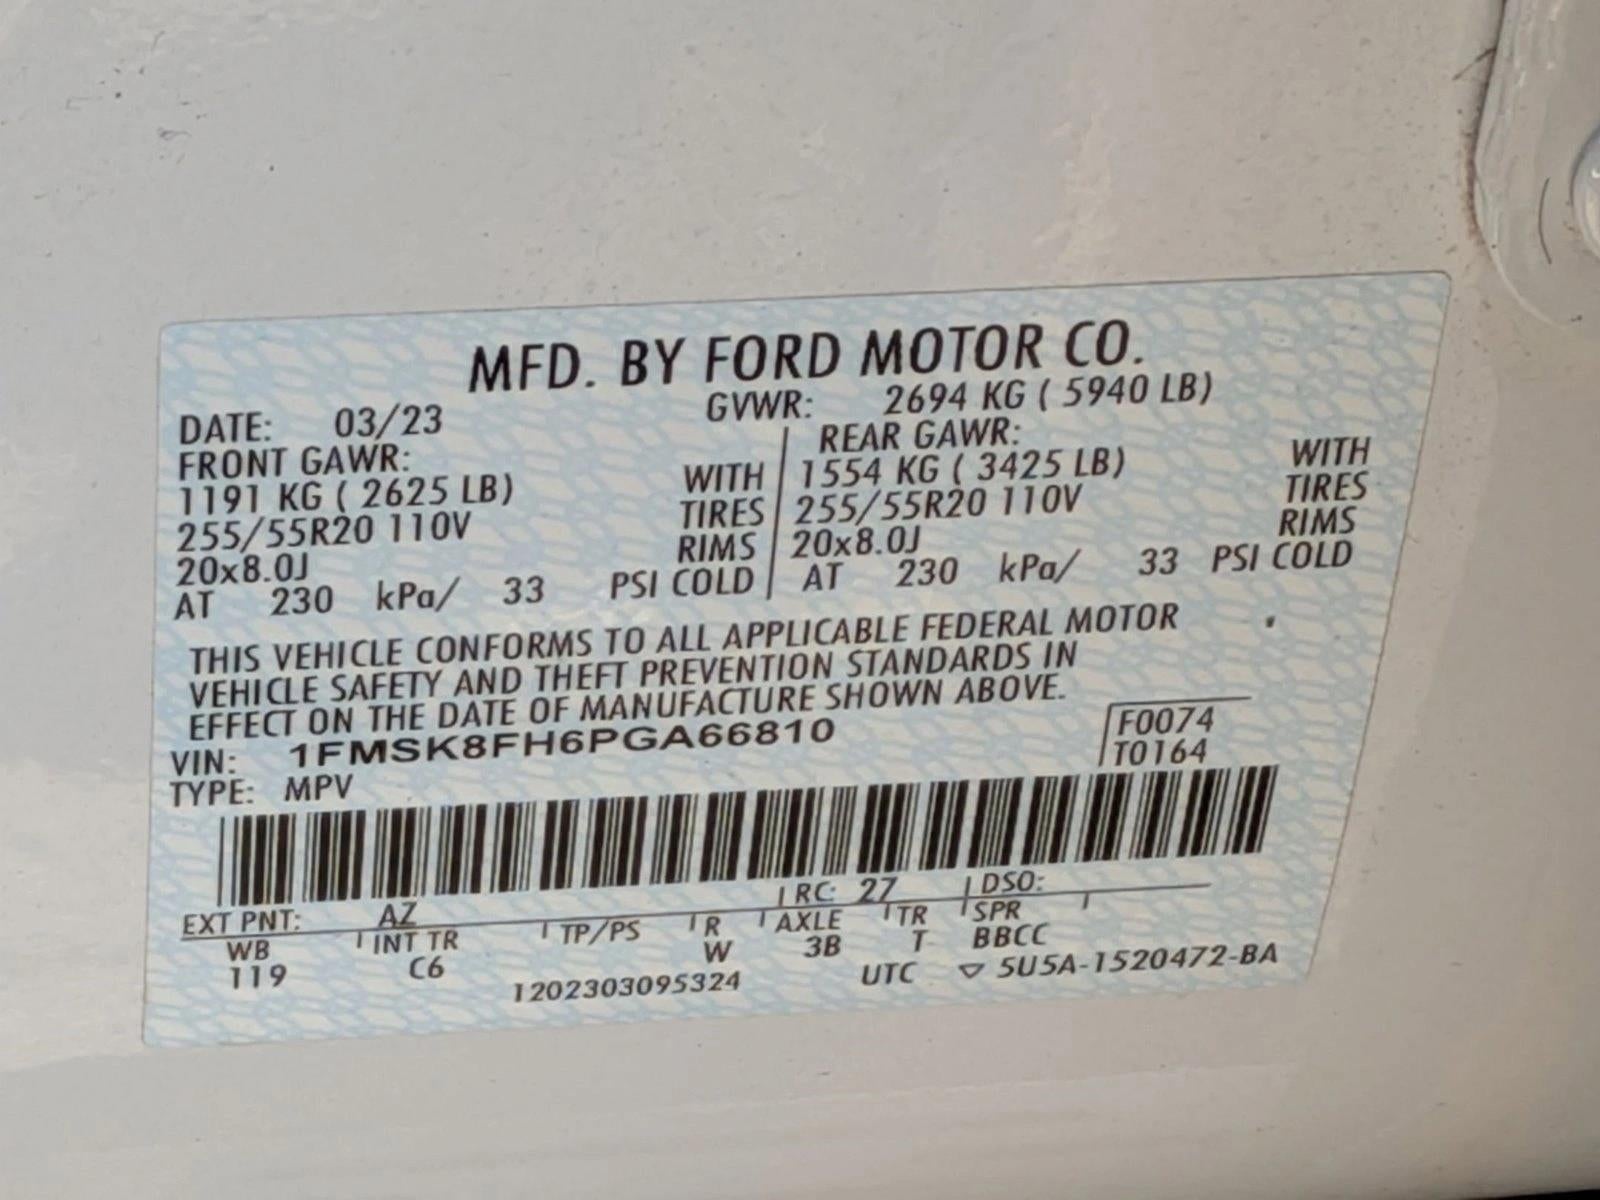 MFD. BY FORD MOTOR CO.
DATE: 03/23 GVWR: 2694 KG ( 5940 LB)
FRONT GAWR: REAR GAWR:
1191 KG ( 2625 LB) WITH 1554 KG ( 3425 LB) WITH
255/55R20 110V TIRES 255/55R20 110V TIRES
20x8.0J RIMS 20x8.0J RIMS
AT 230 kPa/ 33 PSI COLD AT 230 kPa/ 33 PSI COLD
THIS VEHICLE CONFORMS TO ALL APPLICABLE FEDERAL MOTOR
VEHICLE SAFETY AND THEFT PREVENTION STANDARDS IN
EFFECT ON THE DATE OF MANUFACTURE SHOWN ABOVE.
VIN: 1FMSK8FH6PGA66810 F0074
TYPE: MPV T0164
EXT PNT: AZ RC: 27 DSO:
WB INT TR TP/PS R AXLE TR SPR
119 C6 W 3B T BBCC
1202303095324 UTC ▽ 5U5A-1520472-BA